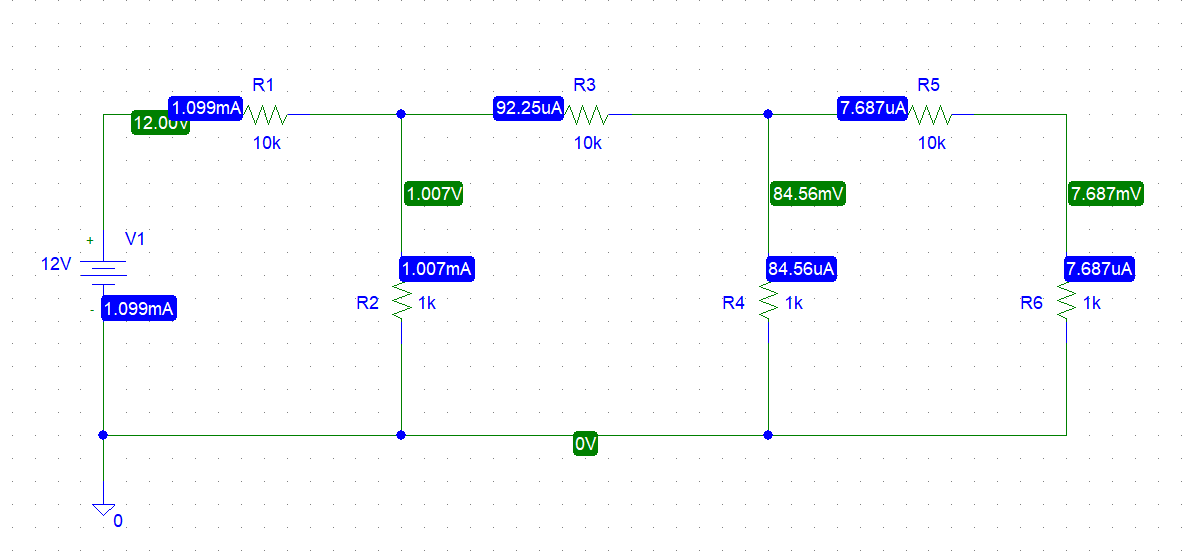 R1
R3
R5
1.099mA
92.25uA
7.687uA
12.00V
10k
10k
10k
1.007V
84.56mV
7.687mV
+
V1
12V
1.007mA
84.56uA
7.687uA
-
1.099mA
R2
1k
R4
1k
R6
1k
0V
0